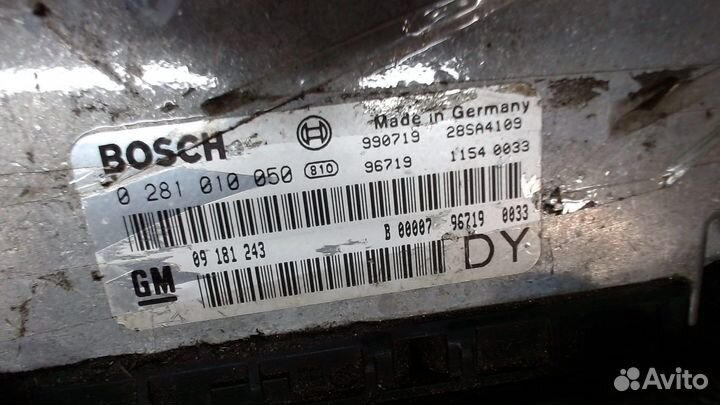 Made in Germany
BOSCH 990719 28SA4109
0 281 010 050 810 96719 1154 0033
09 181 243 B 00007 96719 0033
GM DY
Avito